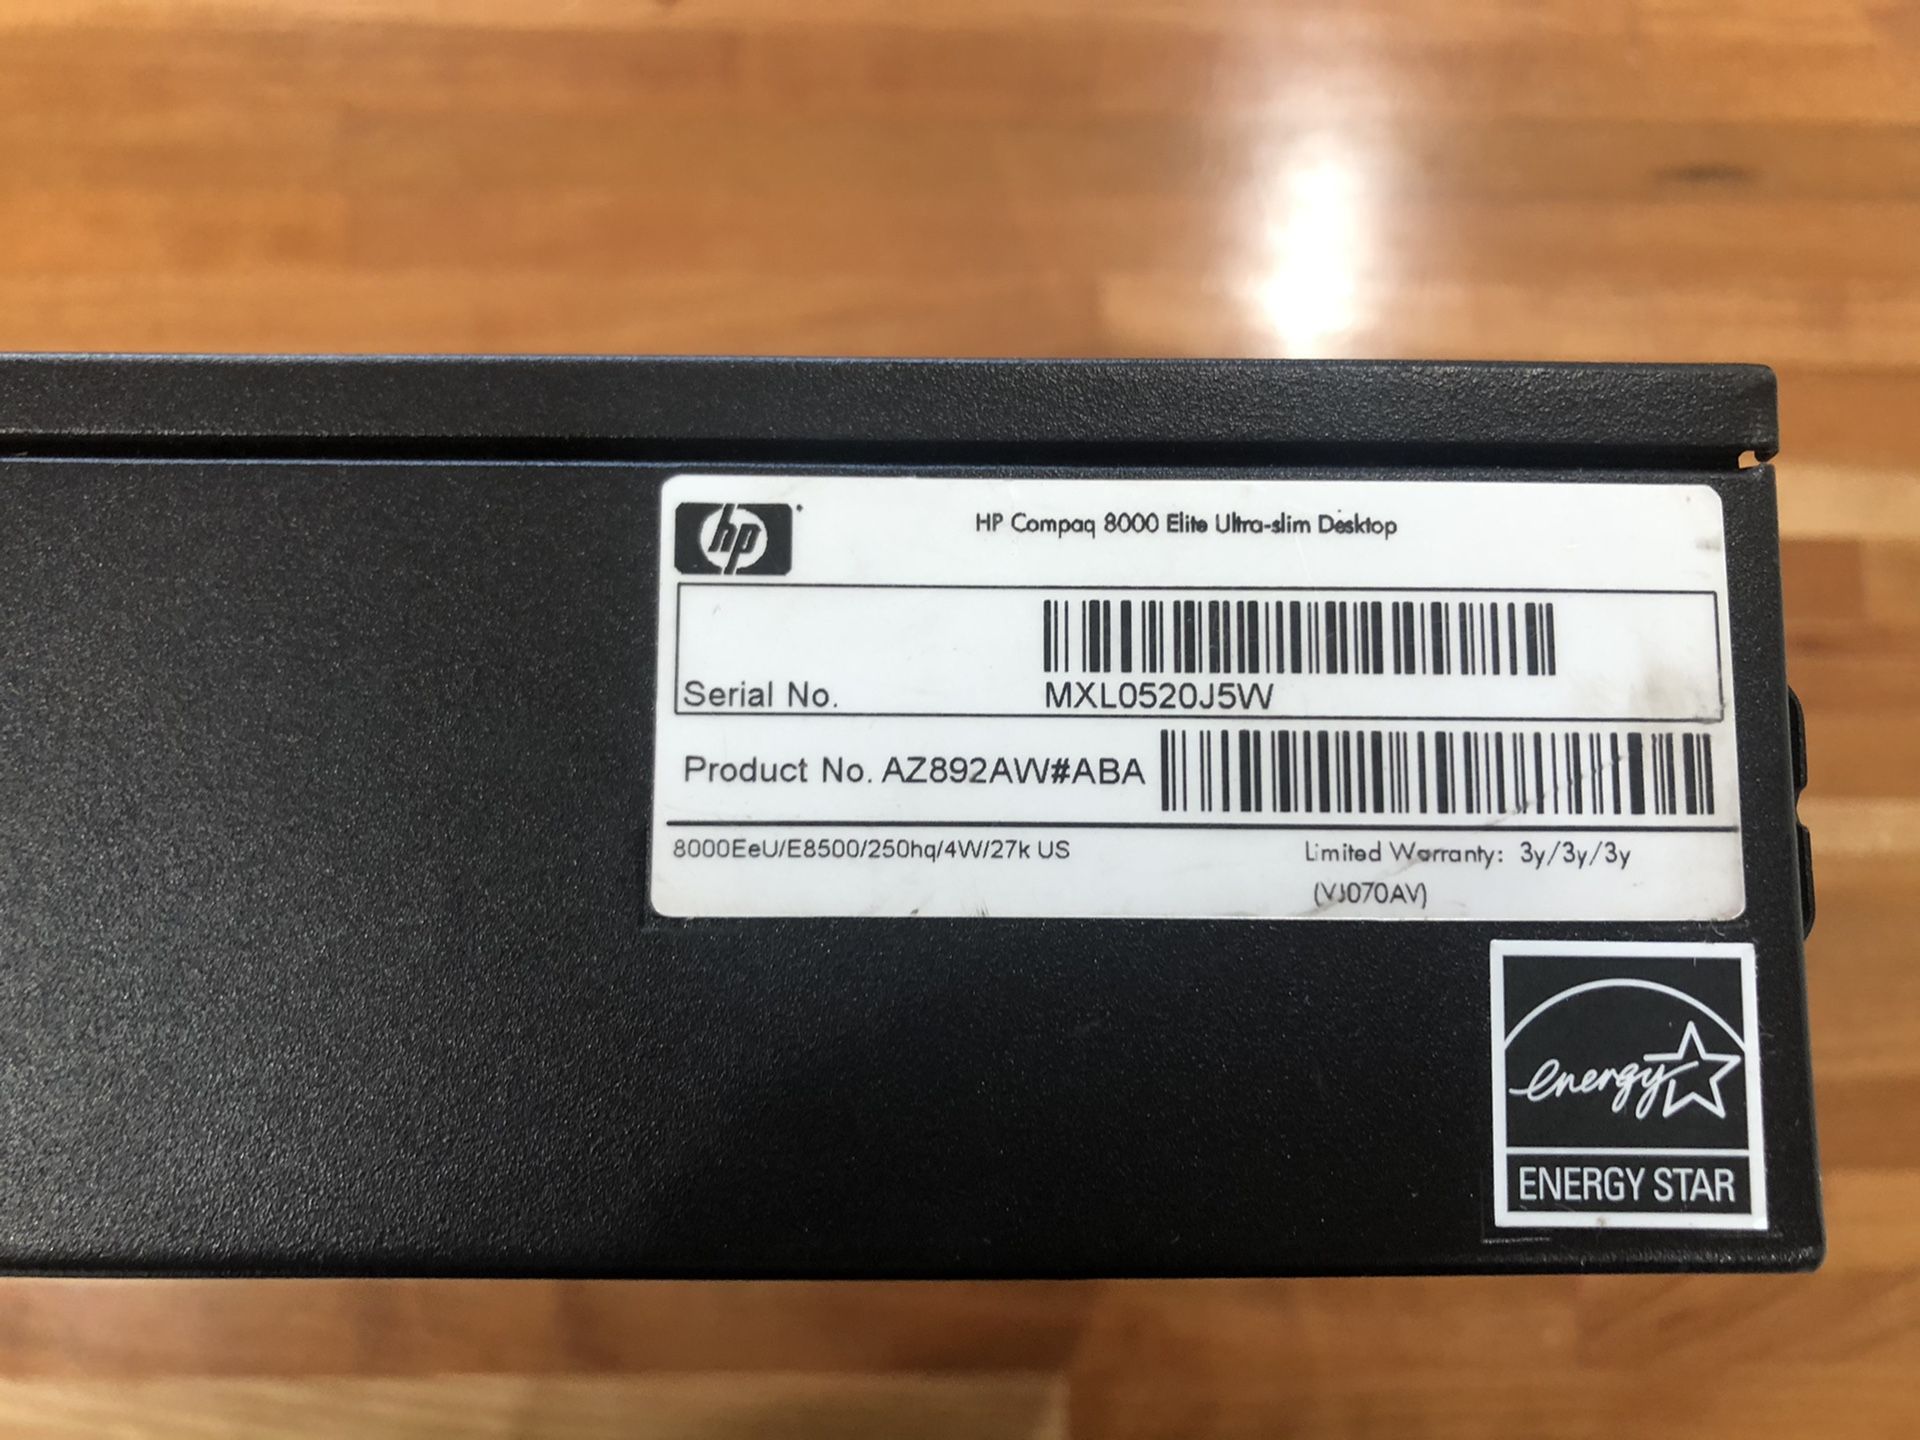 hp
HP Compaq 8000 Elite Ultra-slim Desktop
Serial No. MXL0520J5W
Product No. AZ892AW#ABA
8000EeU/E8500/250hq/4W/27k US Limited Warranty: 3y/3y/3y
(VJ070AV)
energy
ENERGY STAR